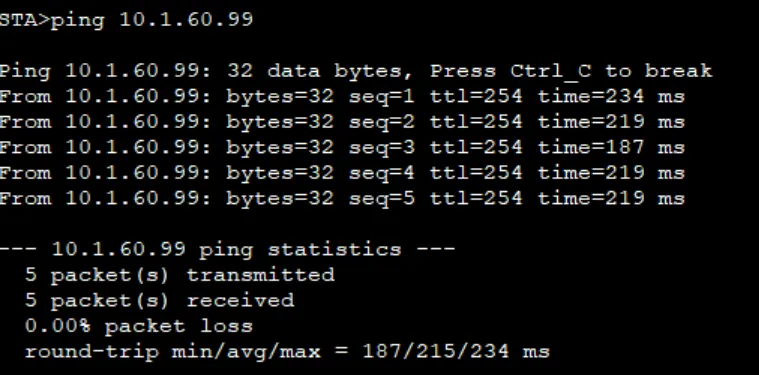 STA>ping 10.1.60.99
Ping 10.1.60.99: 32 data bytes, Press Ctrl_C to break
From 10.1.60.99: bytes=32 seq=1 ttl=254 time=234 ms
From 10.1.60.99: bytes=32 seq=2 ttl=254 time=219 ms
From 10.1.60.99: bytes=32 seq=3 ttl=254 time=187 ms
From 10.1.60.99: bytes=32 seq=4 ttl=254 time=219 ms
From 10.1.60.99: bytes=32 seq=5 ttl=254 time=219 ms
--- 10.1.60.99 ping statistics ---
5 packet(s) transmitted
5 packet(s) received
0.00% packet loss
round-trip min/avg/max = 187/215/234 ms